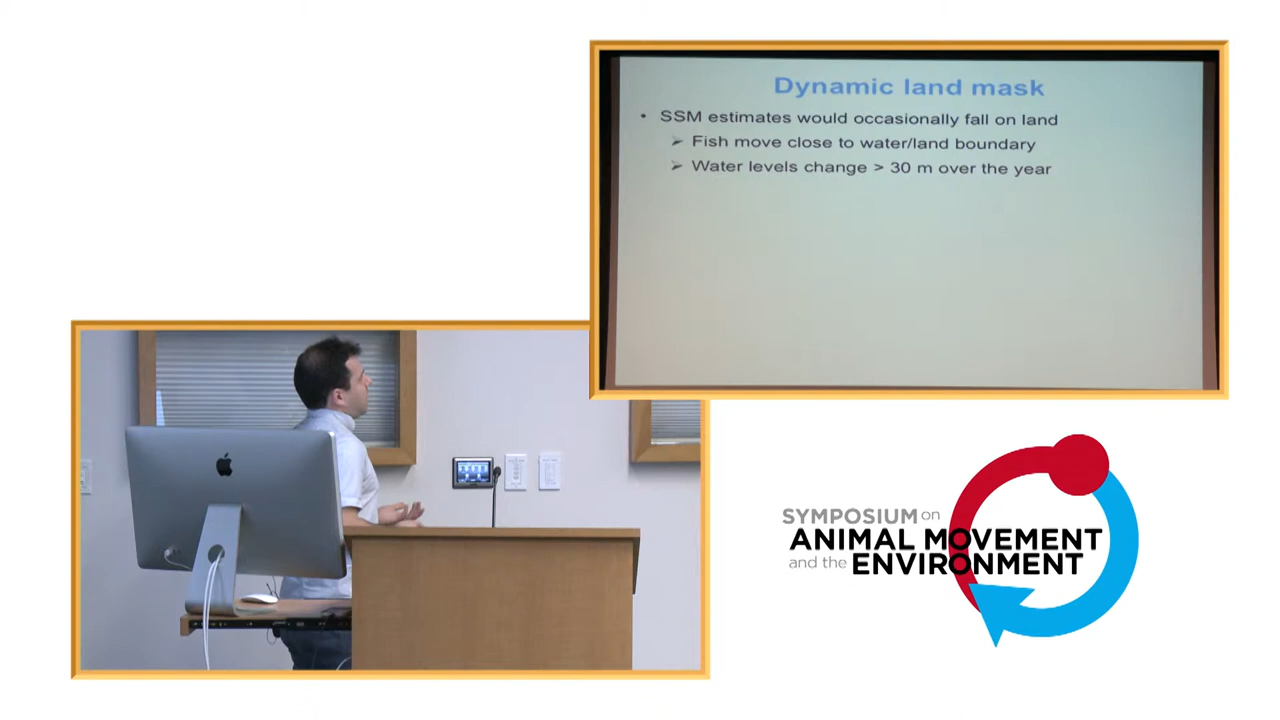 Dynamic land mask
• SSM estimates would occasionally fall on land
➢ Fish move close to water/land boundary
➢ Water levels change > 30 m over the year
SYMPOSIUM on
ANIMAL MOVEMENT
and the ENVIRONMENT